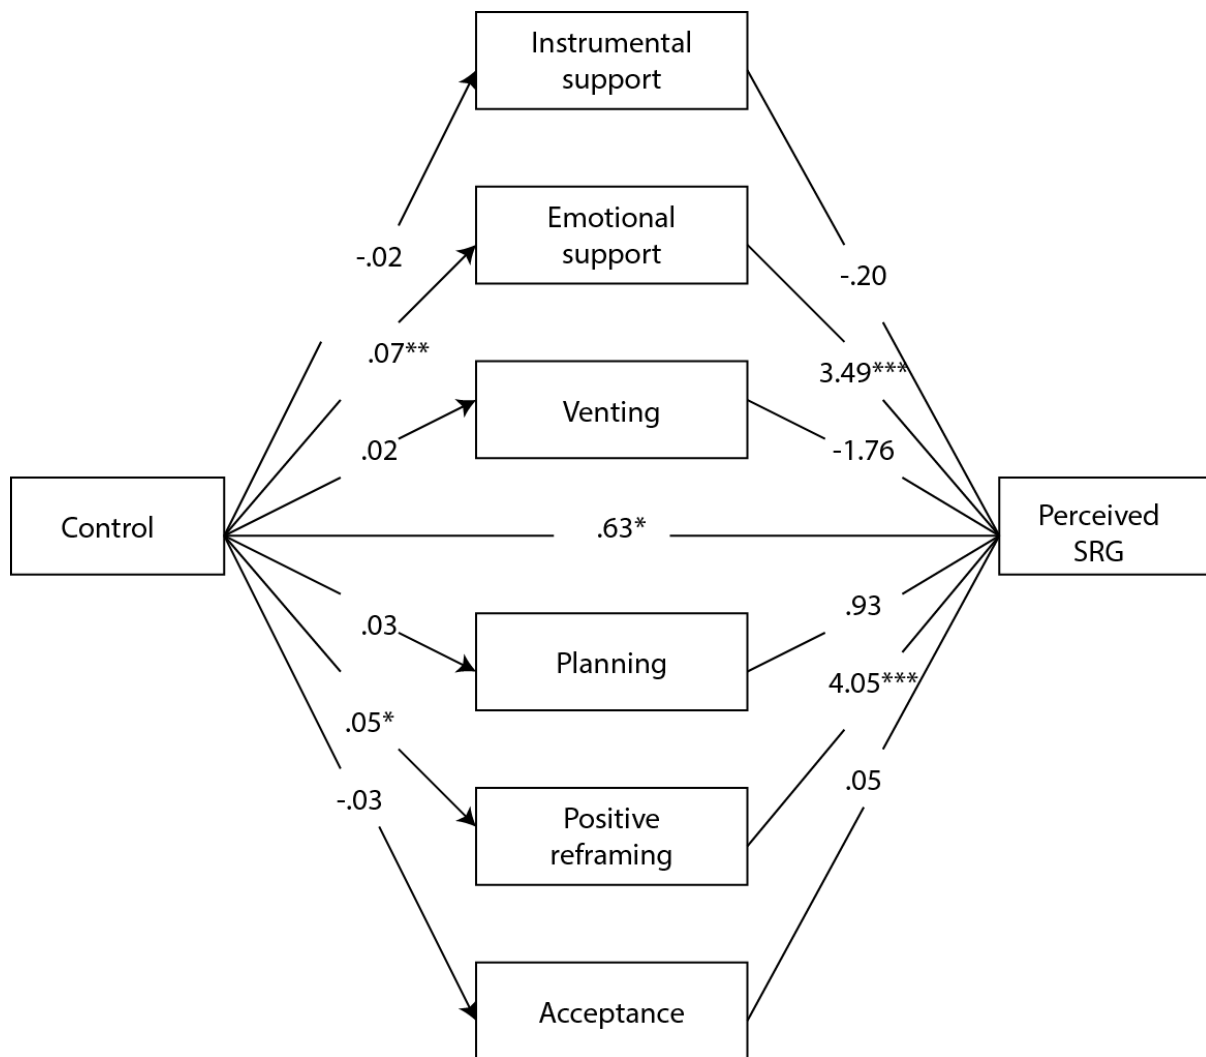 Instrumental
support
Emotional
support
-.02
-.20
.07**
3.49***
Venting
.02
-1.76
Control
.63*
Perceived
SRG
.03
.93
Planning
.05*
4.05***
-.03
.05
Positive
reframing
Acceptance